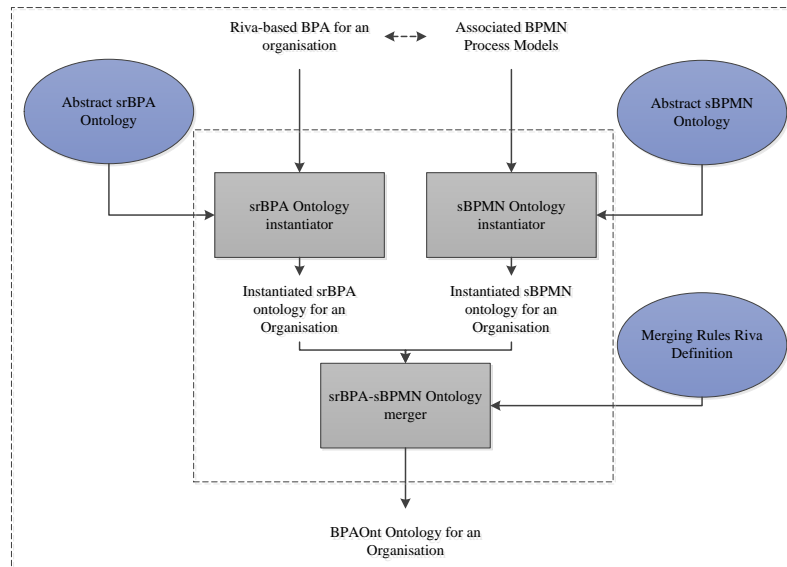 Riva-based BPA for an
organisation
Associated BPMN
Process Models
Abstract srBPA
Ontology
Abstract sBPMN
Ontology
srBPA Ontology
instantiator
sBPMN Ontology
instantiator
Instantiated srBPA
ontology for an
Organisation
Instantiated sBPMN
ontology for an
Organisation
Merging Rules Riva
Definition
srBPA-sBPMN Ontology
merger
BPAOnt Ontology for an
Organisation